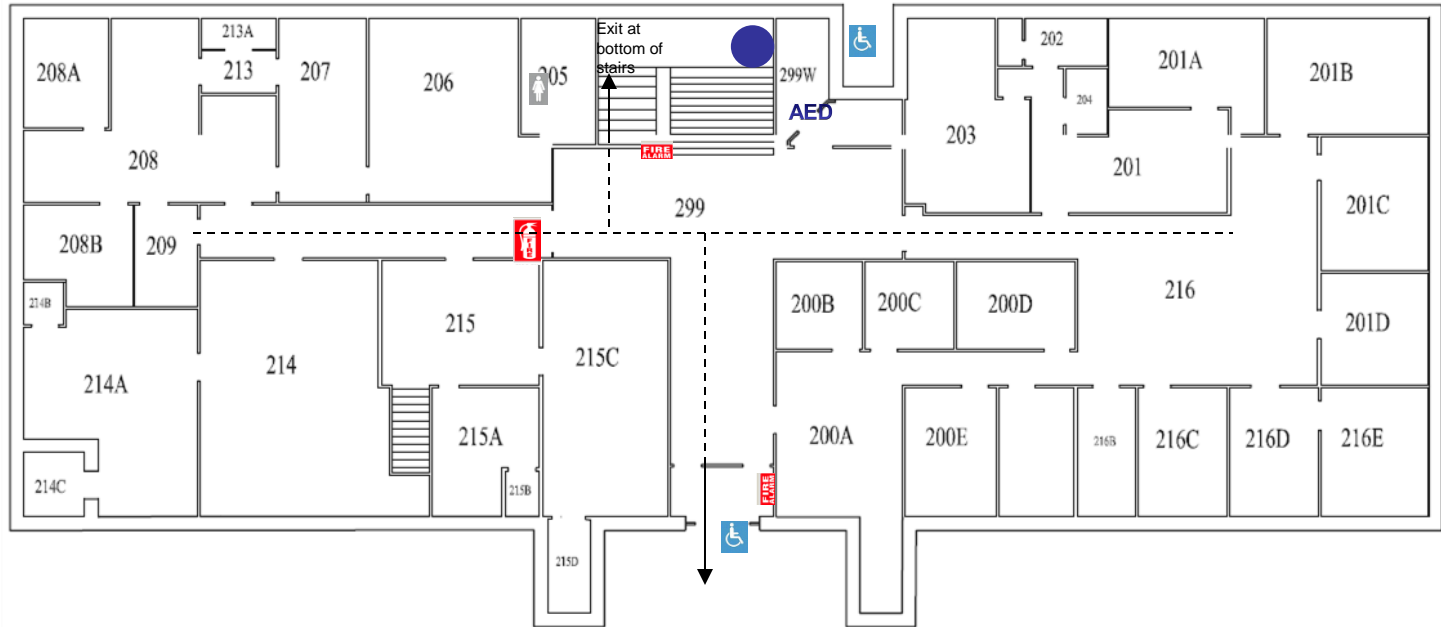 Exit at
bottom of
stairs
213A
202
208A
213
207
206
205
299W
201A
201B
204
AED
208
FIRE
ALARM
203
201
299
201C
208B
209
FIRE
214B
215
200B
200C
200D
216
201D
214
215C
214A
215A
200A
200E
216B
216C
216D
216E
214C
215B
FIRE
ALARM
215D